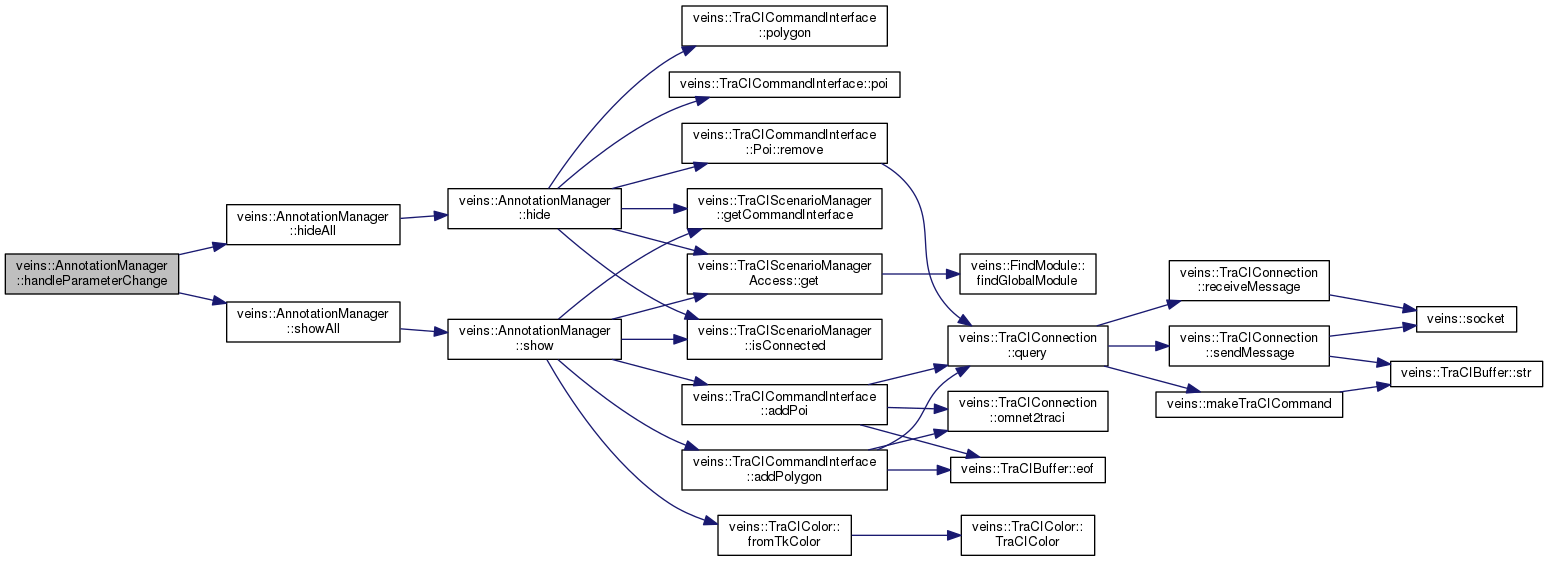 veins::TraCICommandInterface
::polygon
veins::TraCICommandInterface::poi
veins::TraCICommandInterface
::Poi::remove
veins::AnnotationManager
::hide
veins::TraCIScenarioManager
::getCommandInterface
veins::AnnotationManager
::hideAll
veins::AnnotationManager
::handleParameterChange
veins::TraCIScenarioManager
Access::get
veins::FindModule::
findGlobalModule
veins::TraCIConnection
::receiveMessage
veins::socket
veins::AnnotationManager
::showAll
veins::AnnotationManager
::show
veins::TraCIScenarioManager
::isConnected
veins::TraCIConnection
::query
veins::TraCIConnection
::sendMessage
veins::TraCIBuffer::str
veins::makeTraCICommand
veins::TraCICommandInterface
::addPoi
veins::TraCIConnection
::omnet2traci
veins::TraCICommandInterface
::addPolygon
veins::TraCIBuffer::eof
veins::TraCIColor::
fromTkColor
veins::TraCIColor::
TraCIColor